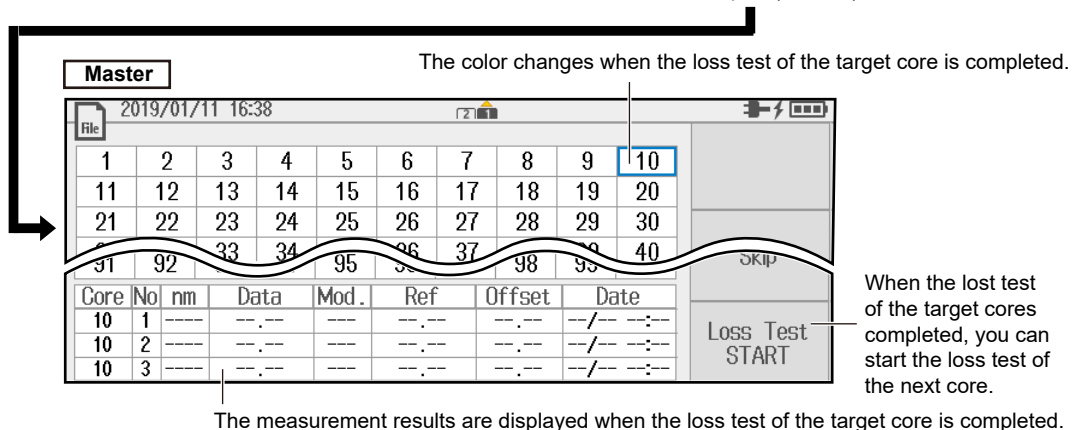 The color changes when the loss test of the target core is completed.
Master
File 2019/01/11 16:38 2 1
1 2 3 4 5 6 7 8 9 10
11 12 13 14 15 16 17 18 19 20
21 22 23 24 25 26 27 28 29 30
33 34 37 40
91 92 95 98
Skip
Core No nm Data Mod. Ref Offset Date
10 1 ---- --.-- --- --.-- --.-- --/-- --:--
10 2 ---- --.-- --- --.-- --.-- --/-- --:--
10 3 ---- --.-- --- --.-- --.-- --/-- --:--
Loss Test
START
When the lost test
of the target cores
completed, you can
start the loss test of
the next core.
The measurement results are displayed when the loss test of the target core is completed.